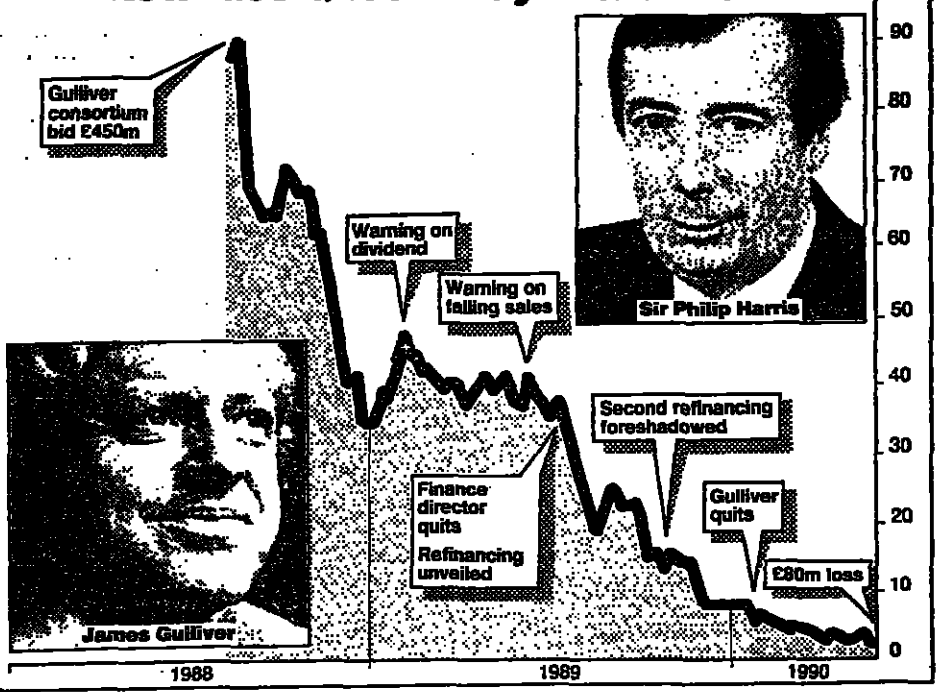 Gulliver
consortium
bid £450m
Warning on
dividend
Warning on
falling sales
Sir Philip Harris
James Gulliver
Finance
director
quits
Refinancing
unveiled
Second refinancing
foreshadowed
Gulliver
quits
£80m loss
90
80
70
60
50
40
30
20
10
0
1988
1989
1990